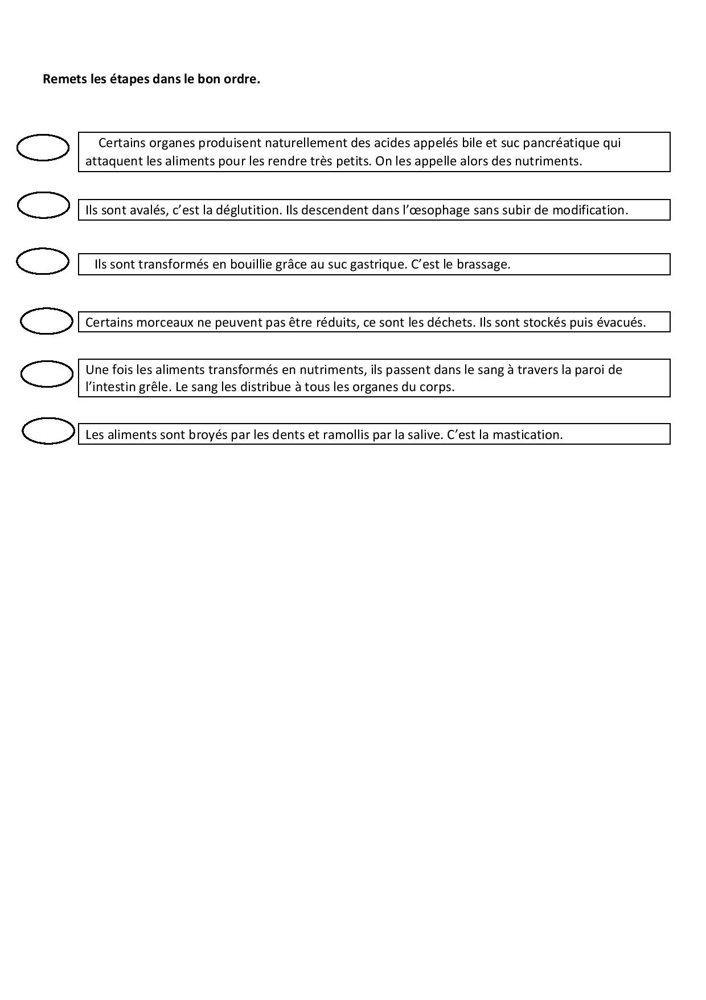 Remets les étapes dans le bon ordre.
Certains organes produisent naturellement des acides appelés bile et suc pancréatique qui
attaquent les aliments pour les rendre très petits. On les appelle alors des nutriments.
Ils sont avalés, c’est la déglutition. Ils descendent dans l’œsophage sans subir de modification.
Ils sont transformés en bouillie grâce au suc gastrique. C’est le brassage.
Certains morceaux ne peuvent pas être réduits, ce sont les déchets. Ils sont stockés puis évacués.
Une fois les aliments transformés en nutriments, ils passent dans le sang à travers la paroi de
l’intestin grêle. Le sang les distribue à tous les organes du corps.
Les aliments sont broyés par les dents et ramollis par la salive. C’est la mastication.